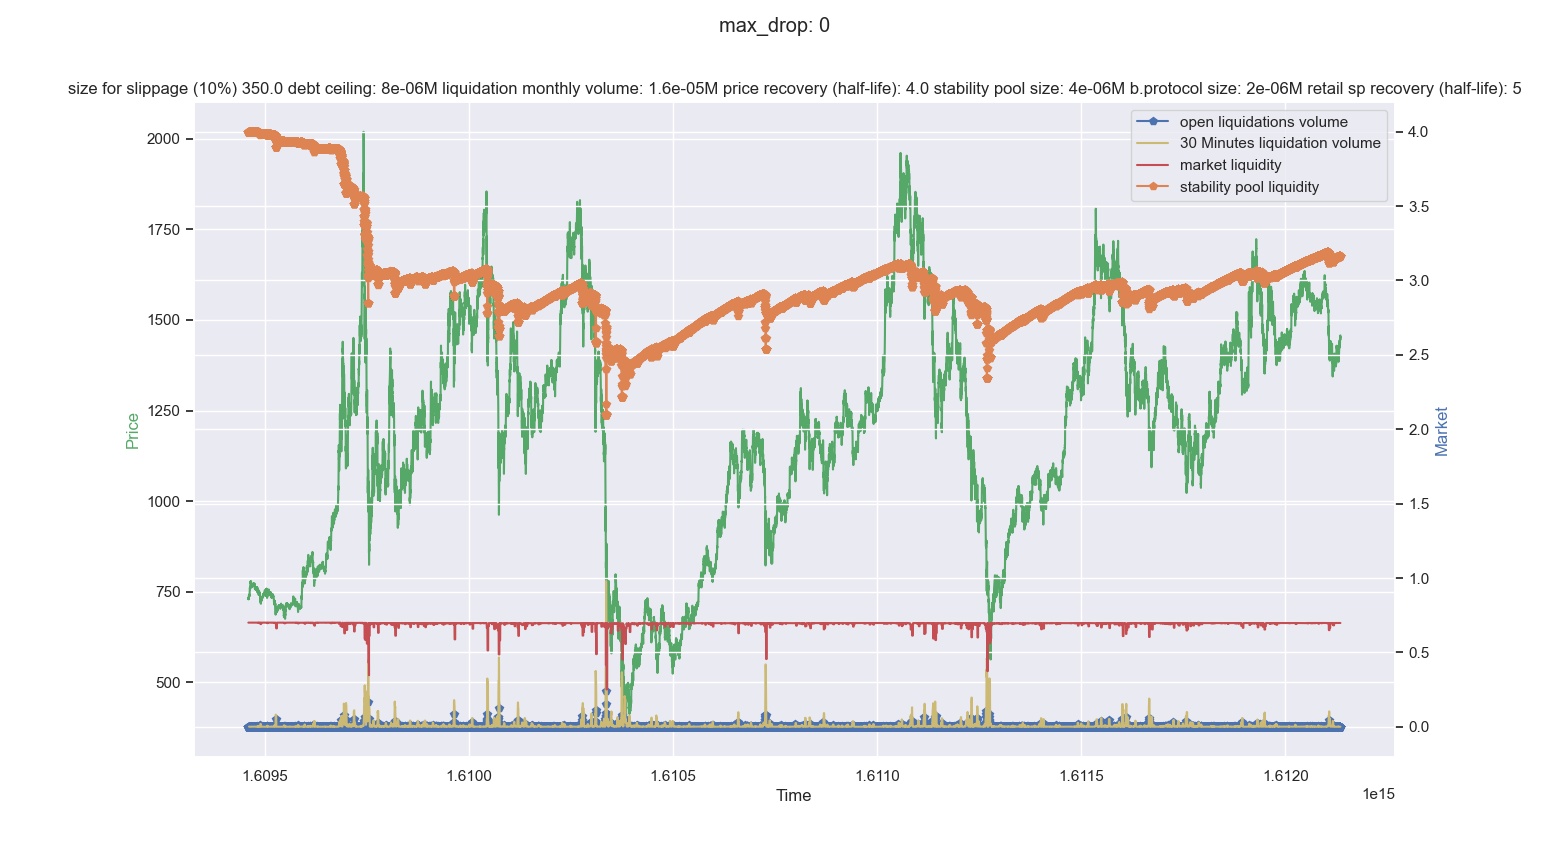 max_drop: 0
size for slippage (10%) 350.0 debt ceiling: 8e-06M liquidation monthly volume: 1.6e-05M price recovery (half-life): 4.0 stability pool size: 4e-06M b.protocol size: 2e-06M retail sp recovery (half-life): 5
open liquidations volume
30 Minutes liquidation volume
market liquidity
stability pool liquidity
2000
1750
1500
1250
1000
750
500
Price
4.0
3.5
3.0
2.5
2.0
1.5
1.0
0.5
0.0
Market
1.6095
1.6100
1.6105
1.6110
1.6115
1.6120
1e15
Time